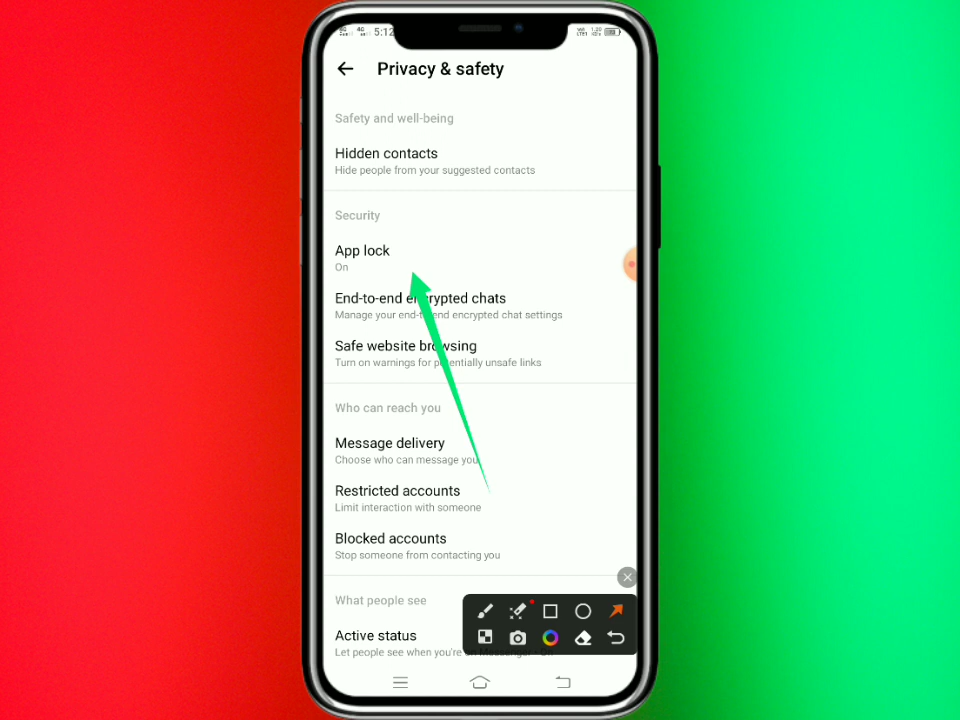 5:12
Privacy & safety
Safety and well-being
Hidden contacts
Hide people from your suggested contacts
Security
App lock
On
End-to-end encrypted chats
Manage your end-to-end encrypted chat settings
Safe website browsing
Turn on warnings for potentially unsafe links
Who can reach you
Message delivery
Choose who can message you
Restricted accounts
Limit interaction with someone
Blocked accounts
Stop someone from contacting you
What people see
Active status
Let people see when you're on Messenger · On